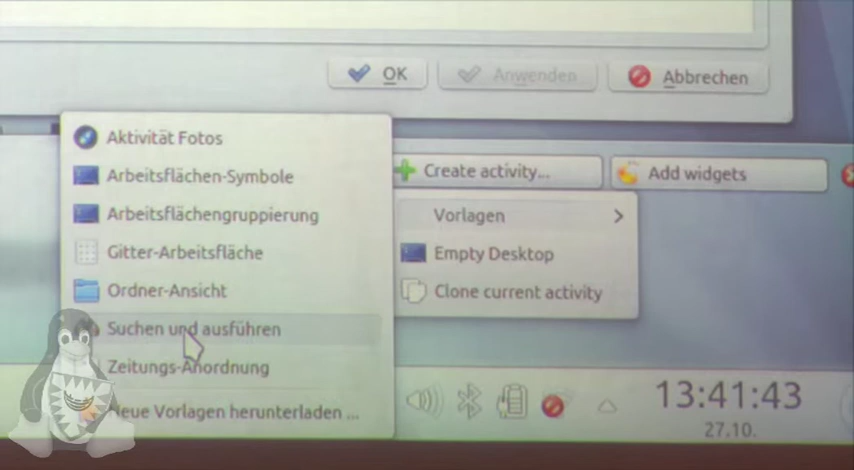 OK
Anwenden
Abbrechen
Aktivität Fotos
Arbeitsflächen-Symbole
Arbeitsflächengruppierung
Gitter-Arbeitsfläche
Ordner-Ansicht
Suchen und ausführen
Zeitungs-Anordnung
Neue Vorlagen herunterladen ...
Create activity...
Add widgets
Vorlagen
Empty Desktop
Clone current activity
13:41:43
27.10.